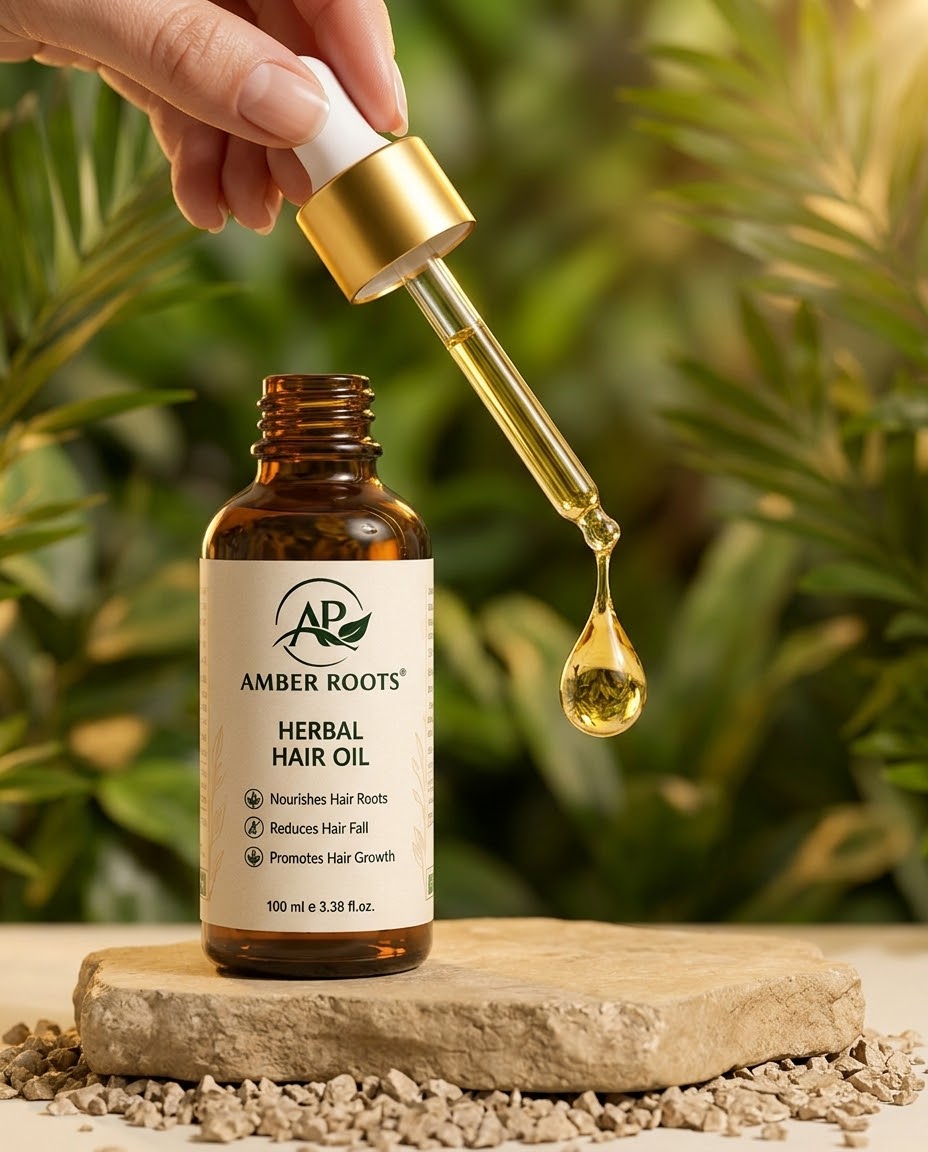 AP
AMBER ROOTS®
HERBAL
HAIR OIL
Nourishes Hair Roots
Reduces Hair Fall
Promotes Hair Growth
100 ml e 3.38 fl.oz.